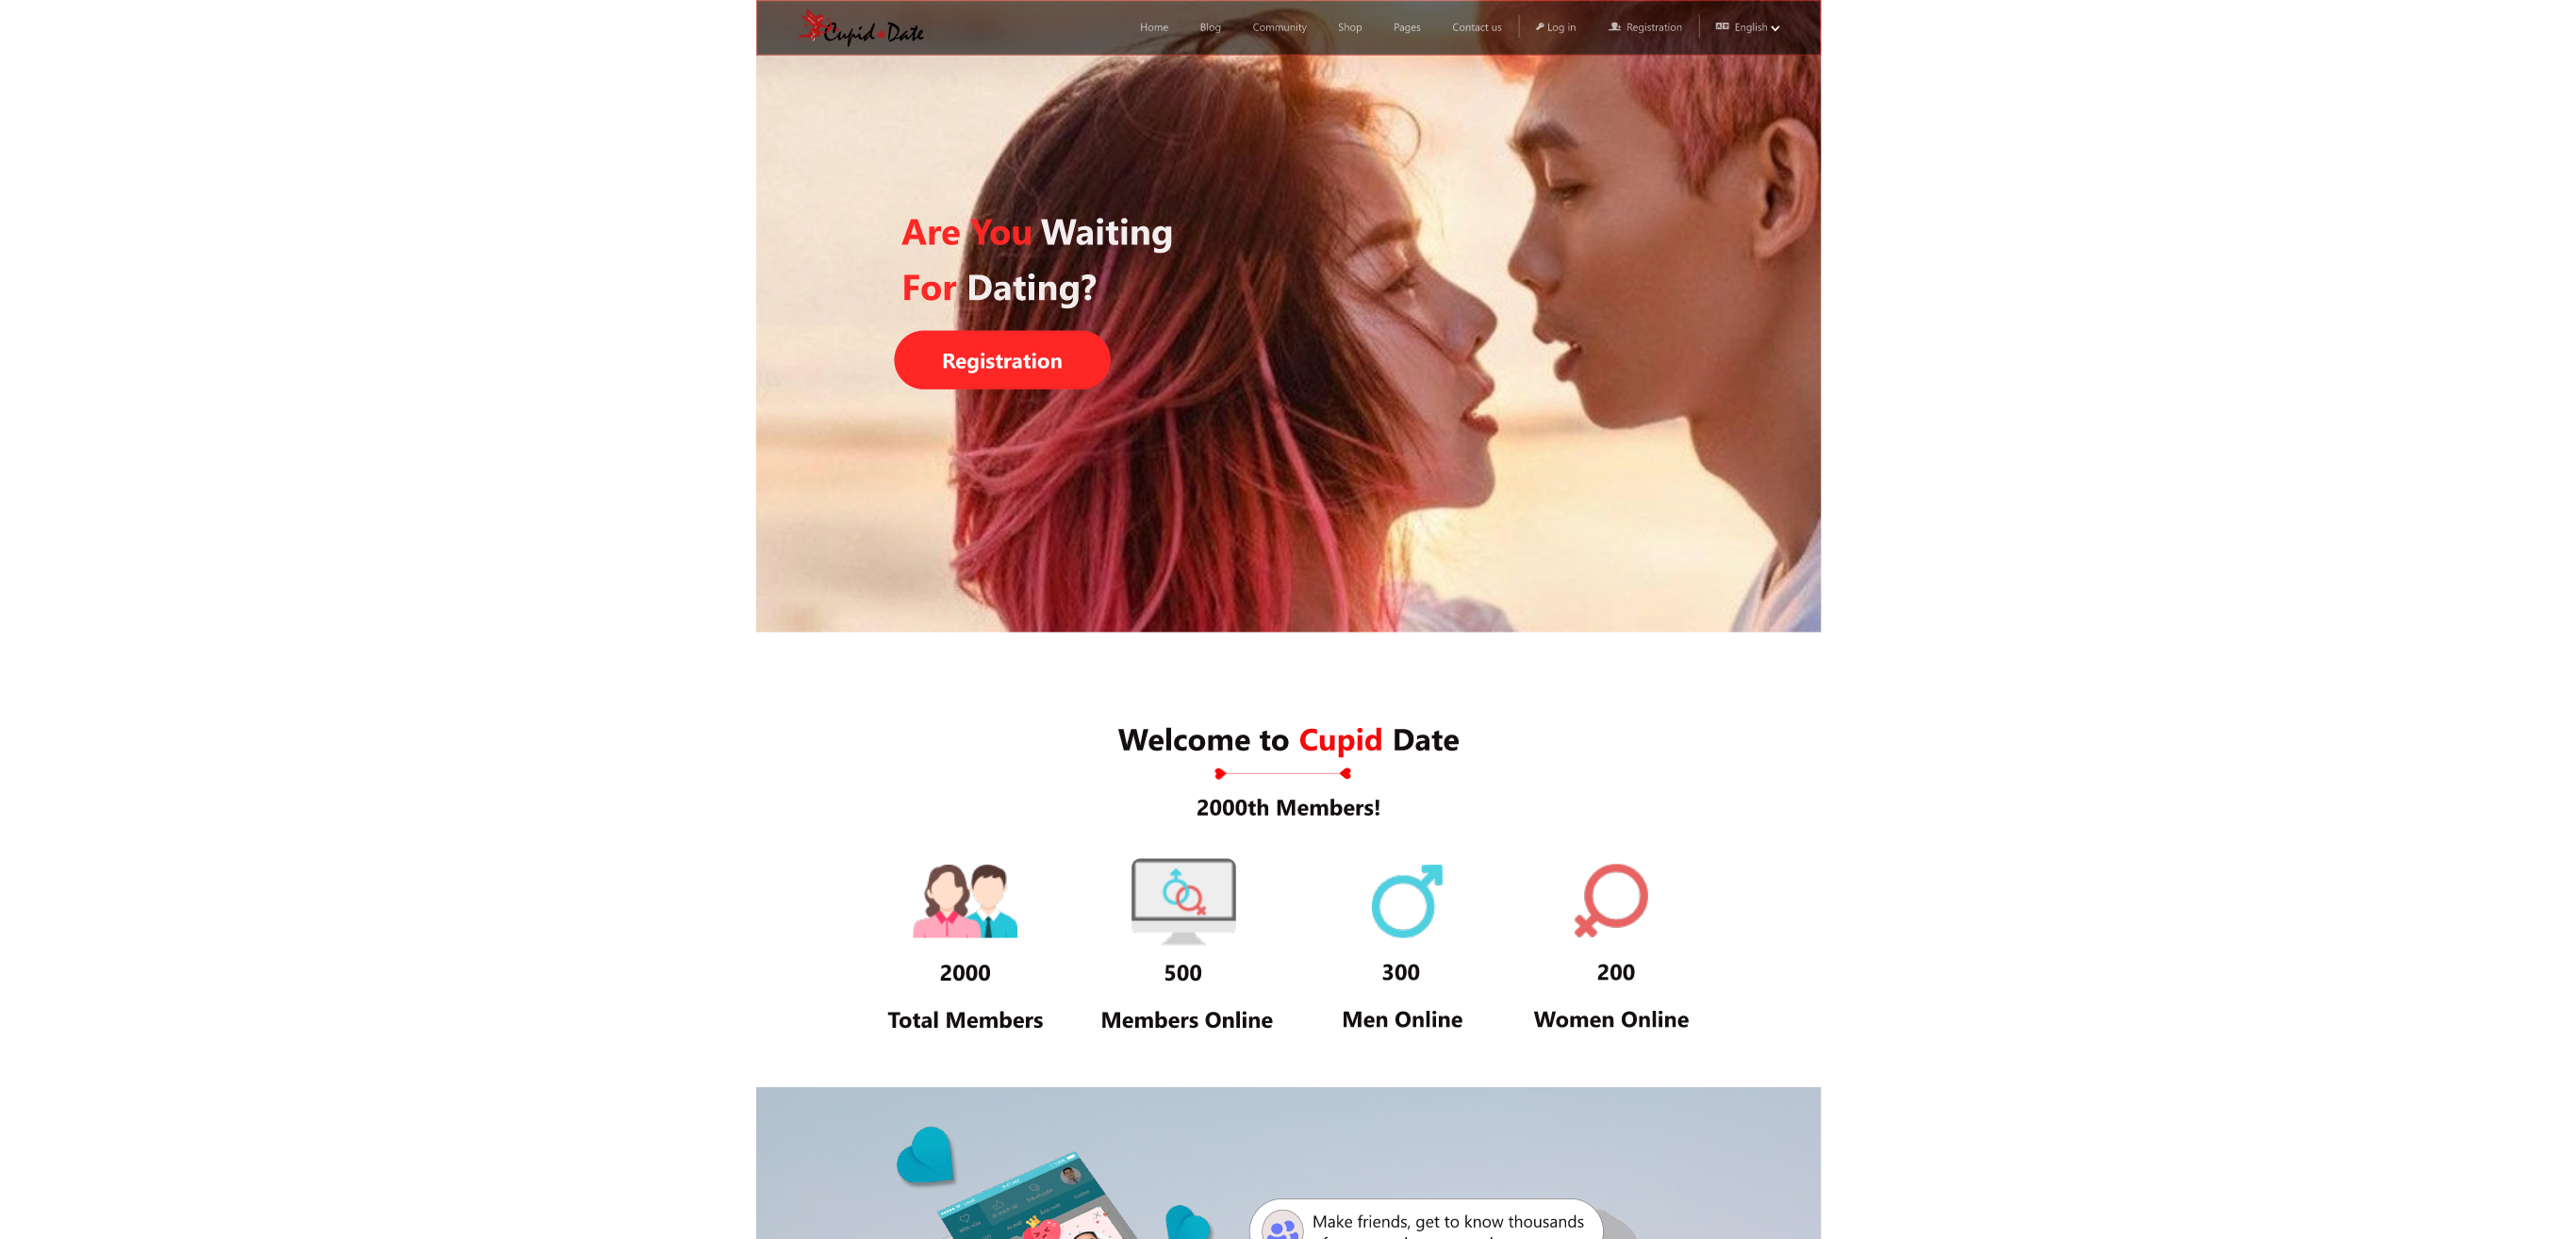 Cupid Date
Home Blog Community Shop Pages Contact us Log in Registration English
Are You Waiting
For Dating?
Registration
Welcome to Cupid Date
2000th Members!
2000 500 300 200
Total Members Members Online Men Online Women Online
Make friends, get to know thousands